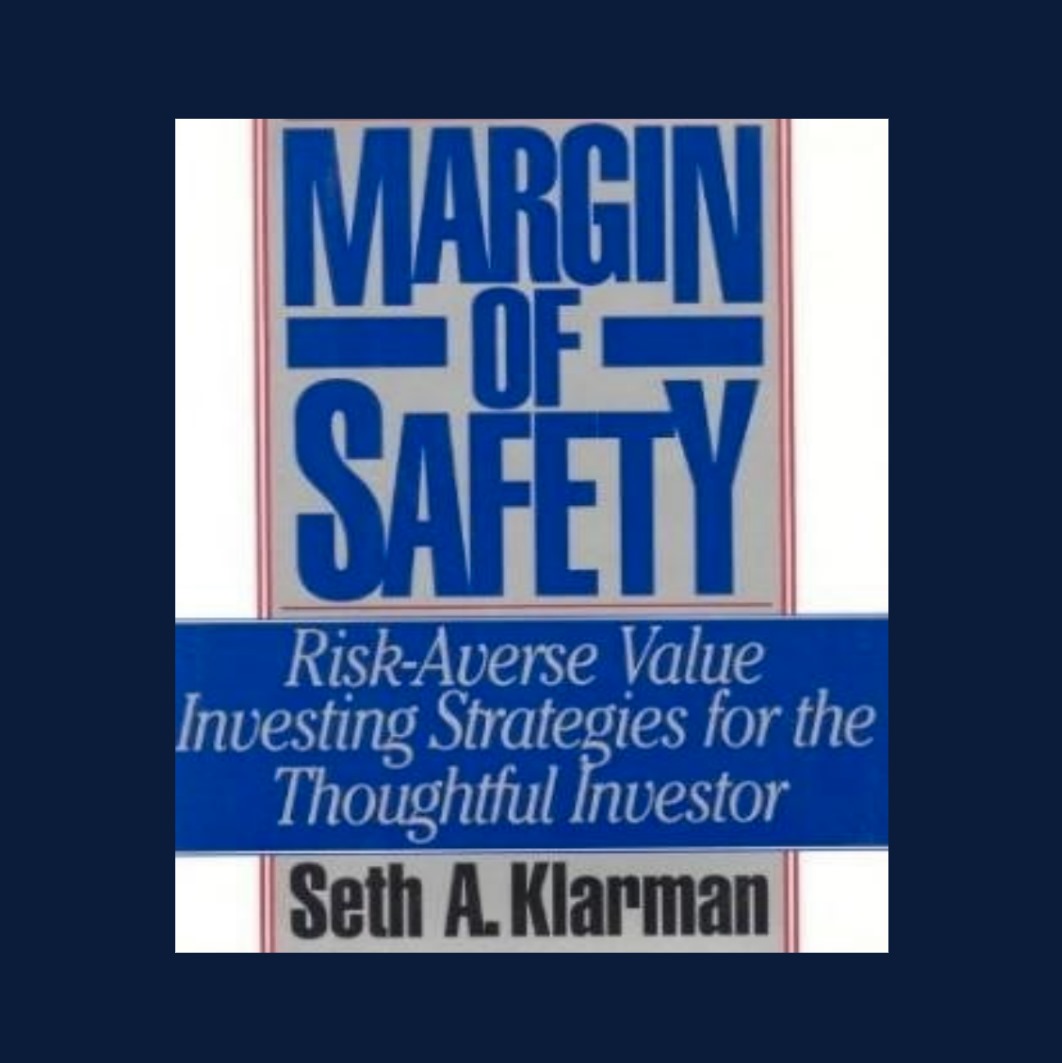 MARGIN
OF
SAFETY
Risk-Averse Value
Investing Strategies for the
Thoughtful Investor
Seth A. Klarman